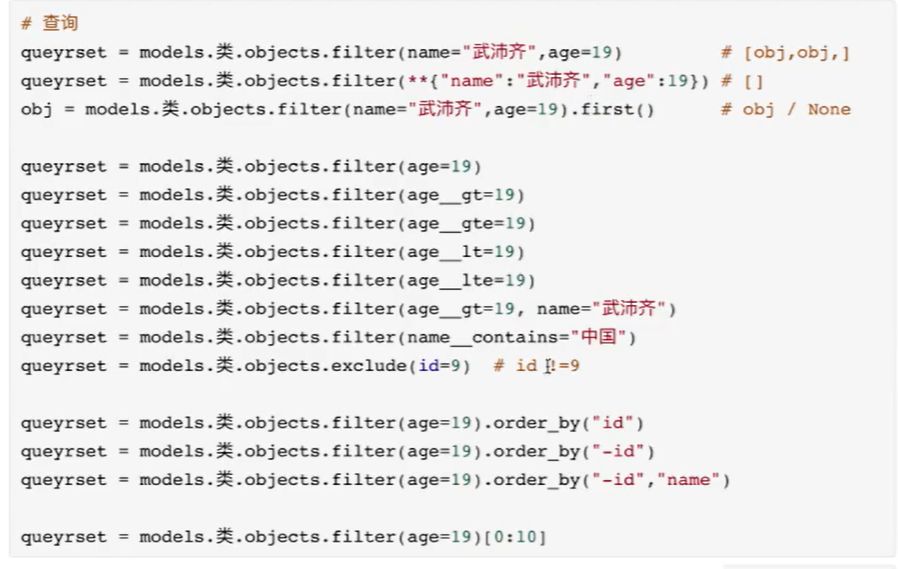 # 查询
queyrset = models.类.objects.filter(name="武沛齐",age=19) # [obj,obj,]
queyrset = models.类.objects.filter(**{"name":"武沛齐","age":19}) # []
obj = models.类.objects.filter(name="武沛齐",age=19).first() # obj / None
queyrset = models.类.objects.filter(age=19)
queyrset = models.类.objects.filter(age__gt=19)
queyrset = models.类.objects.filter(age__gte=19)
queyrset = models.类.objects.filter(age__lt=19)
queyrset = models.类.objects.filter(age__lte=19)
queyrset = models.类.objects.filter(age__gt=19, name="武沛齐")
queyrset = models.类.objects.filter(name__contains="中国")
queyrset = models.类.objects.exclude(id=9) # id !=9
queyrset = models.类.objects.filter(age=19).order_by("id")
queyrset = models.类.objects.filter(age=19).order_by("-id")
queyrset = models.类.objects.filter(age=19).order_by("-id","name")
queyrset = models.类.objects.filter(age=19)[0:10]